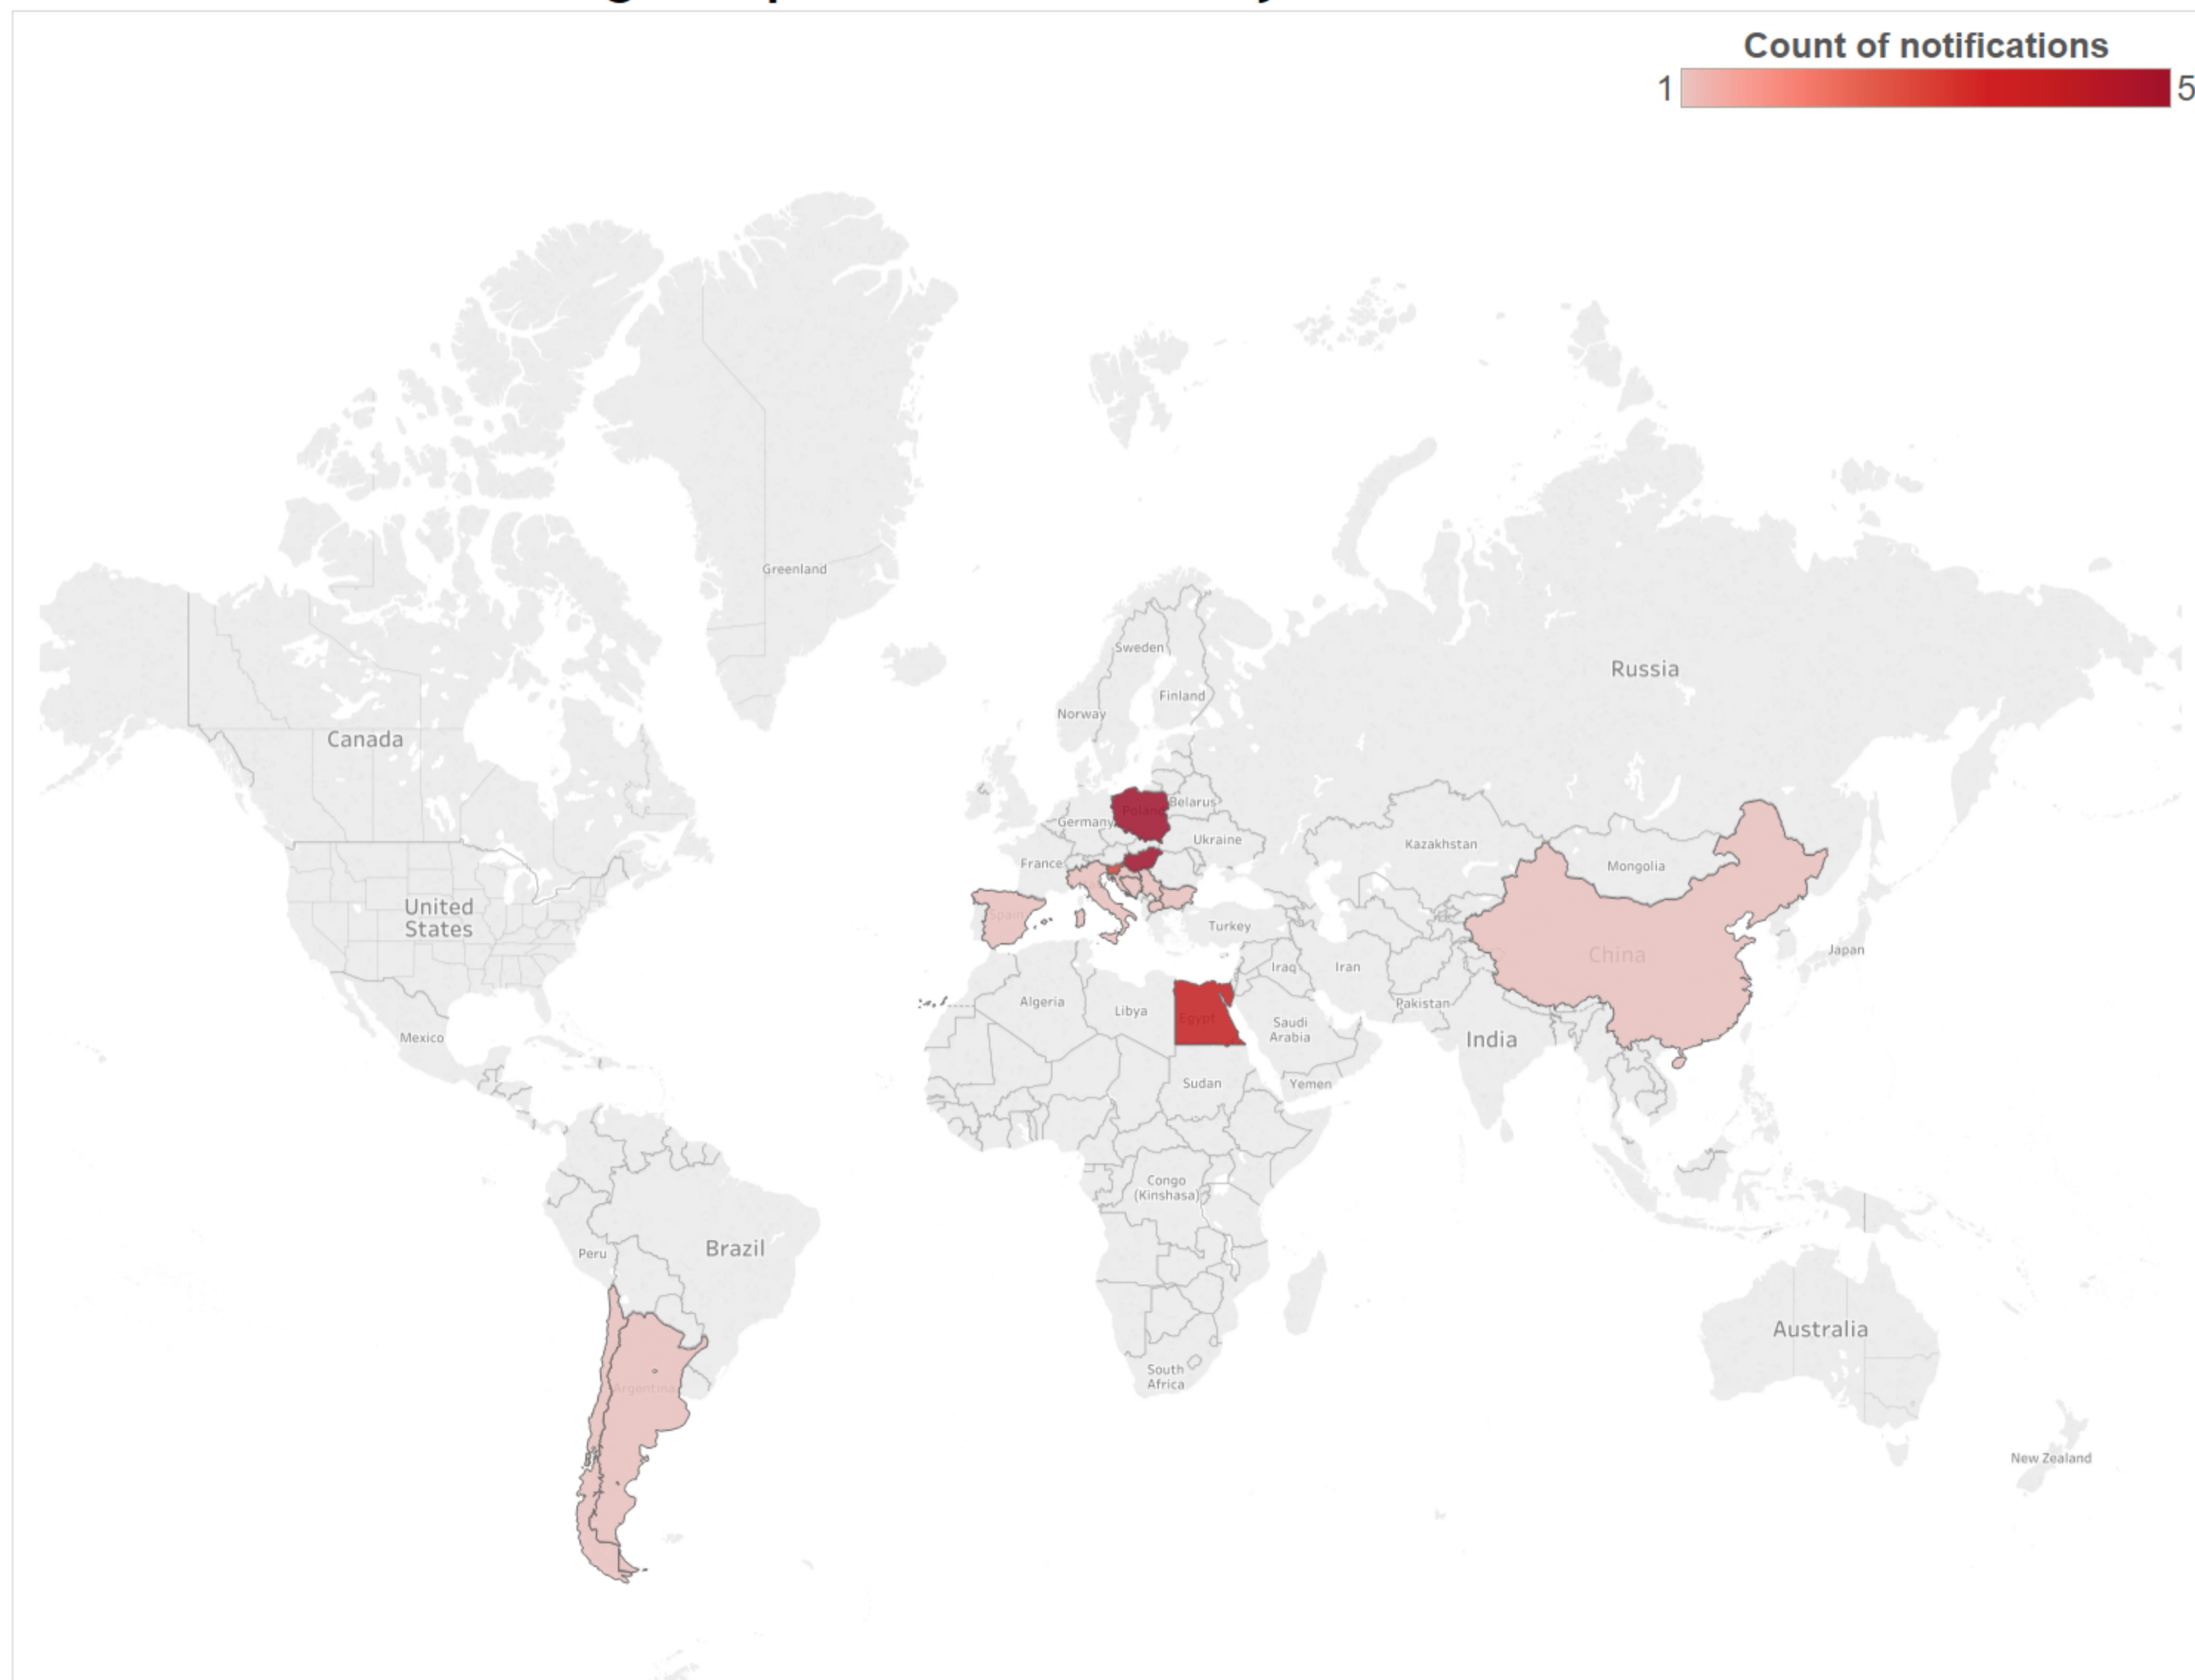 Count of notifications
1 5
Greenland
Sweden
Finland
Norway
Russia
Canada
Poland
Belarus
Germany
Ukraine
France
Kazakhstan
Mongolia
United
States
Spain
Turkey
China
Japan
Iraq
Iran
Algeria
Libya
Egypt
Pakistan
Saudi
Arabia
India
Mexico
Sudan
Yemen
Congo
(Kinshasa)
Peru
Brazil
Australia
South
Africa
Argentina
New Zealand